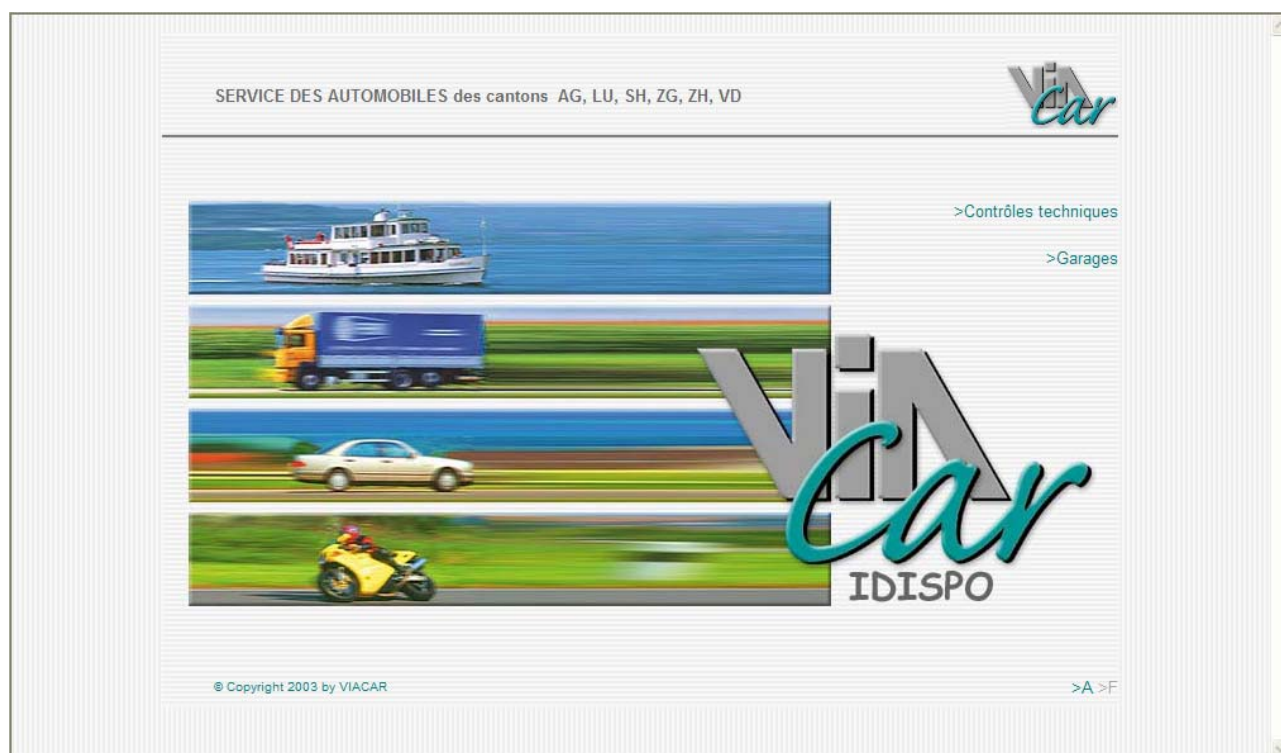 SERVICE DES AUTOMOBILES des cantons AG, LU, SH, ZG, ZH, VD
ViA
Car
>Contrôles techniques
>Garages
ViA
Car
IDISPO
© Copyright 2003 by VIACAR
>A >F